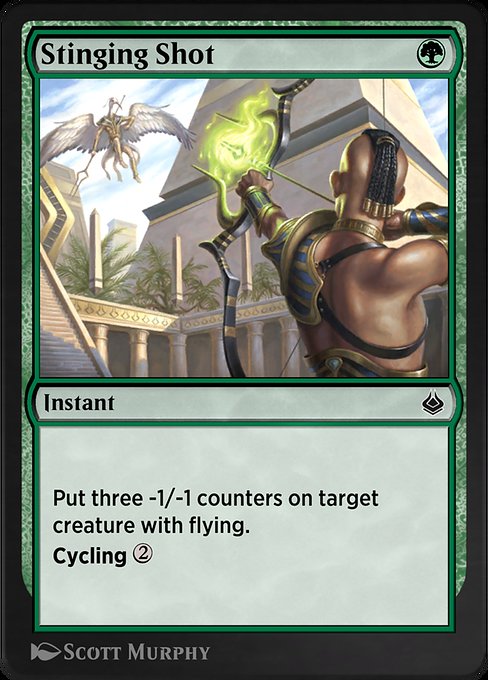 Stinging Shot
Instant
Put three -1/-1 counters on target
creature with flying.
Cycling 2
Scott Murphy